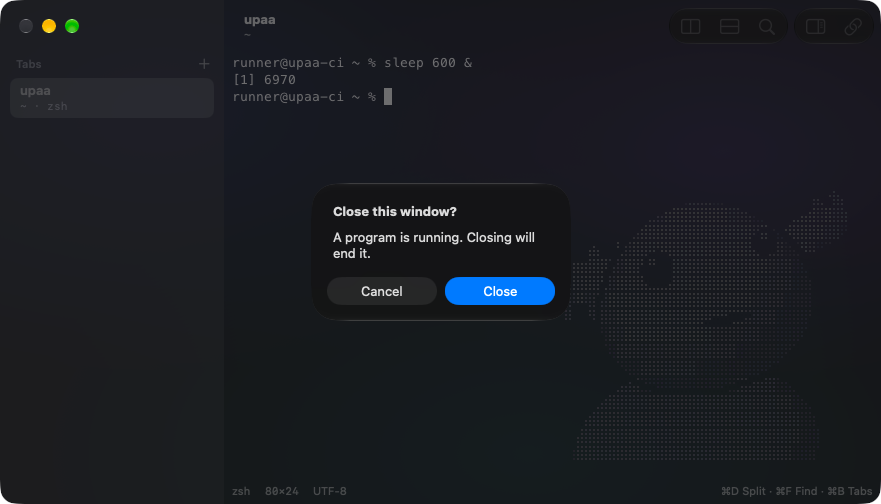 upaa
~
Tabs
+
upaa
~ · zsh
runner@upaa-ci ~ % sleep 600 &
[1] 6970
runner@upaa-ci ~ %
Close this window?
A program is running. Closing will
end it.
Cancel
Close
zsh 80×24 UTF-8
⌘D Split · ⌘F Find · ⌘B Tabs